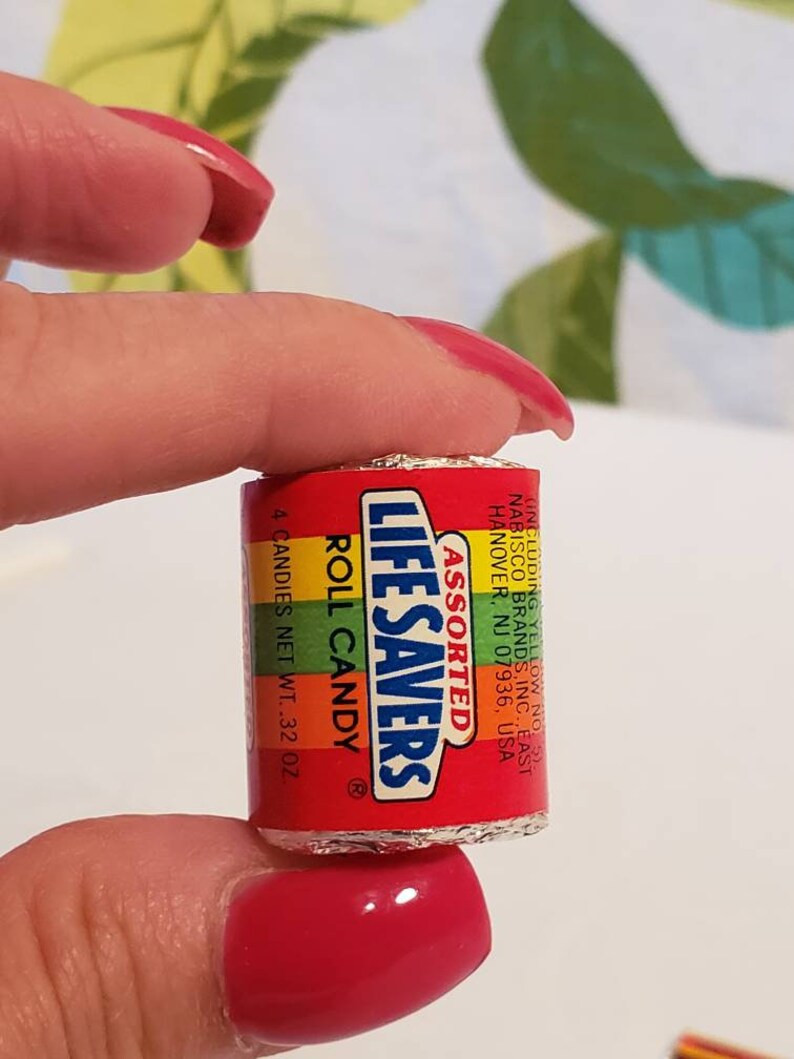 (INCLUDING YELLOW NO. 5).
NABISCO BRANDS, INC., EAST
HANOVER, NJ 07936, USA
ASSORTED
LIFE SAVERS
ROLL CANDY ®
4 CANDIES NET WT. .32 OZ.